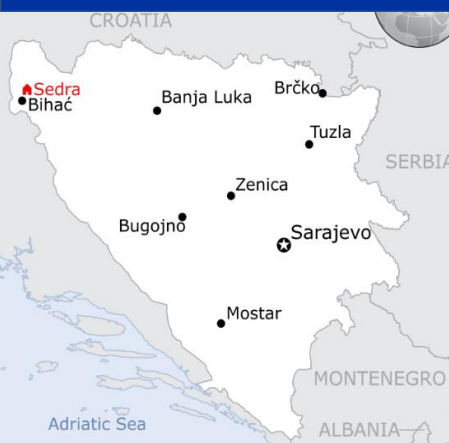 CROATIA
Sedra
Bihać
Banja Luka
Brčko
Tuzla
SERBIA
Zenica
Bugojno
Sarajevo
Mostar
MONTENEGRO
Adriatic Sea
ALBANIA